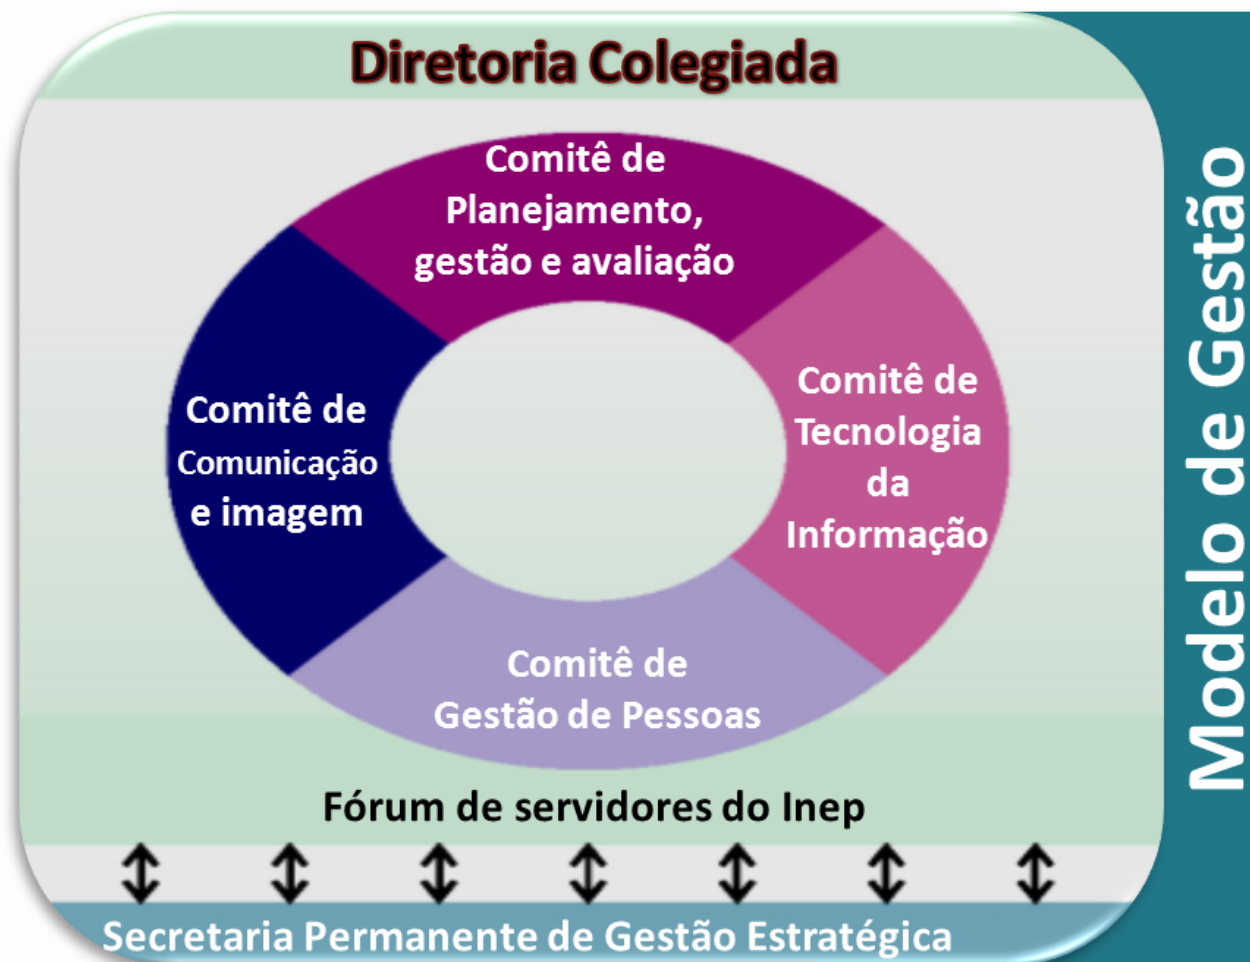 Diretoria Colegiada
Comitê de
Planejamento,
gestão e avaliação
Comitê de
Comunicação
e imagem
Comitê de
Tecnologia
da
Informação
Comitê de
Gestão de Pessoas
Fórum de servidores do Inep
Secretaria Permanente de Gestão Estratégica
Modelo de Gestão